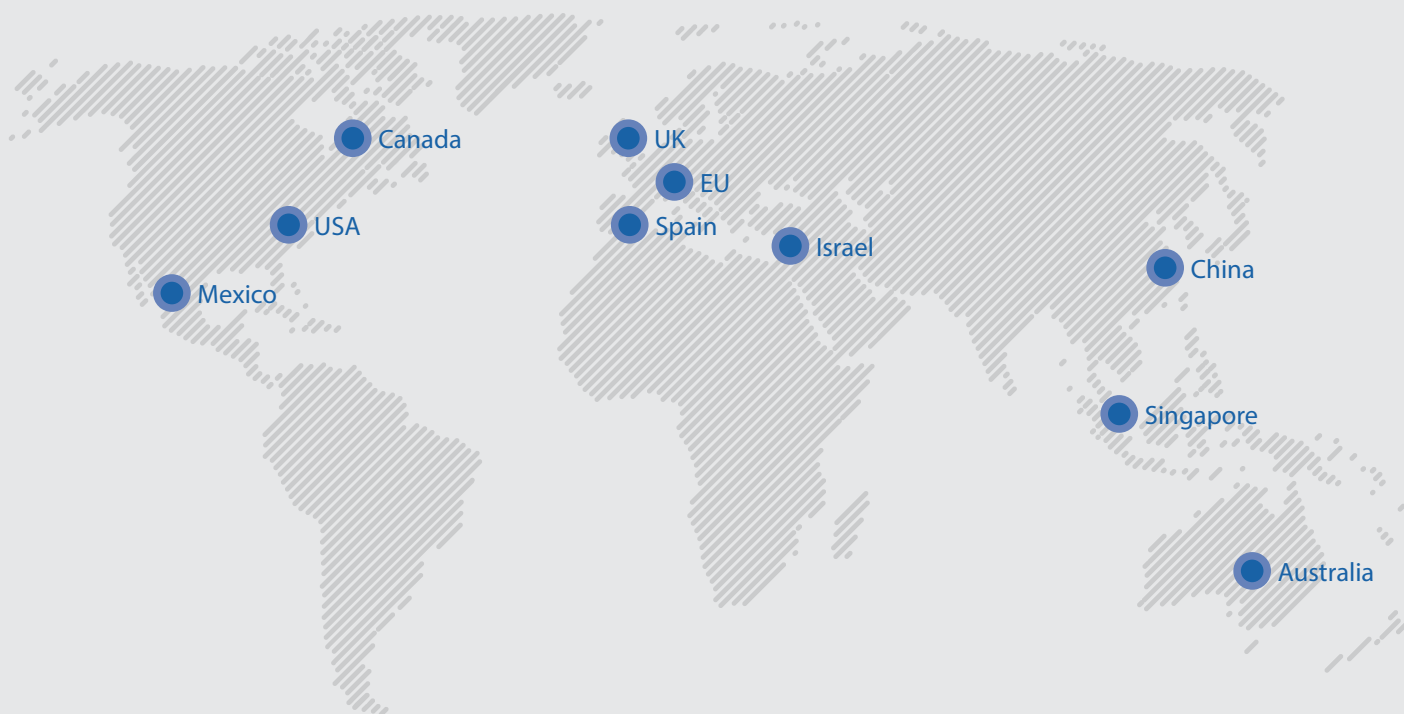 Canada
UK
EU
USA
Spain
Israel
China
Mexico
Singapore
Australia